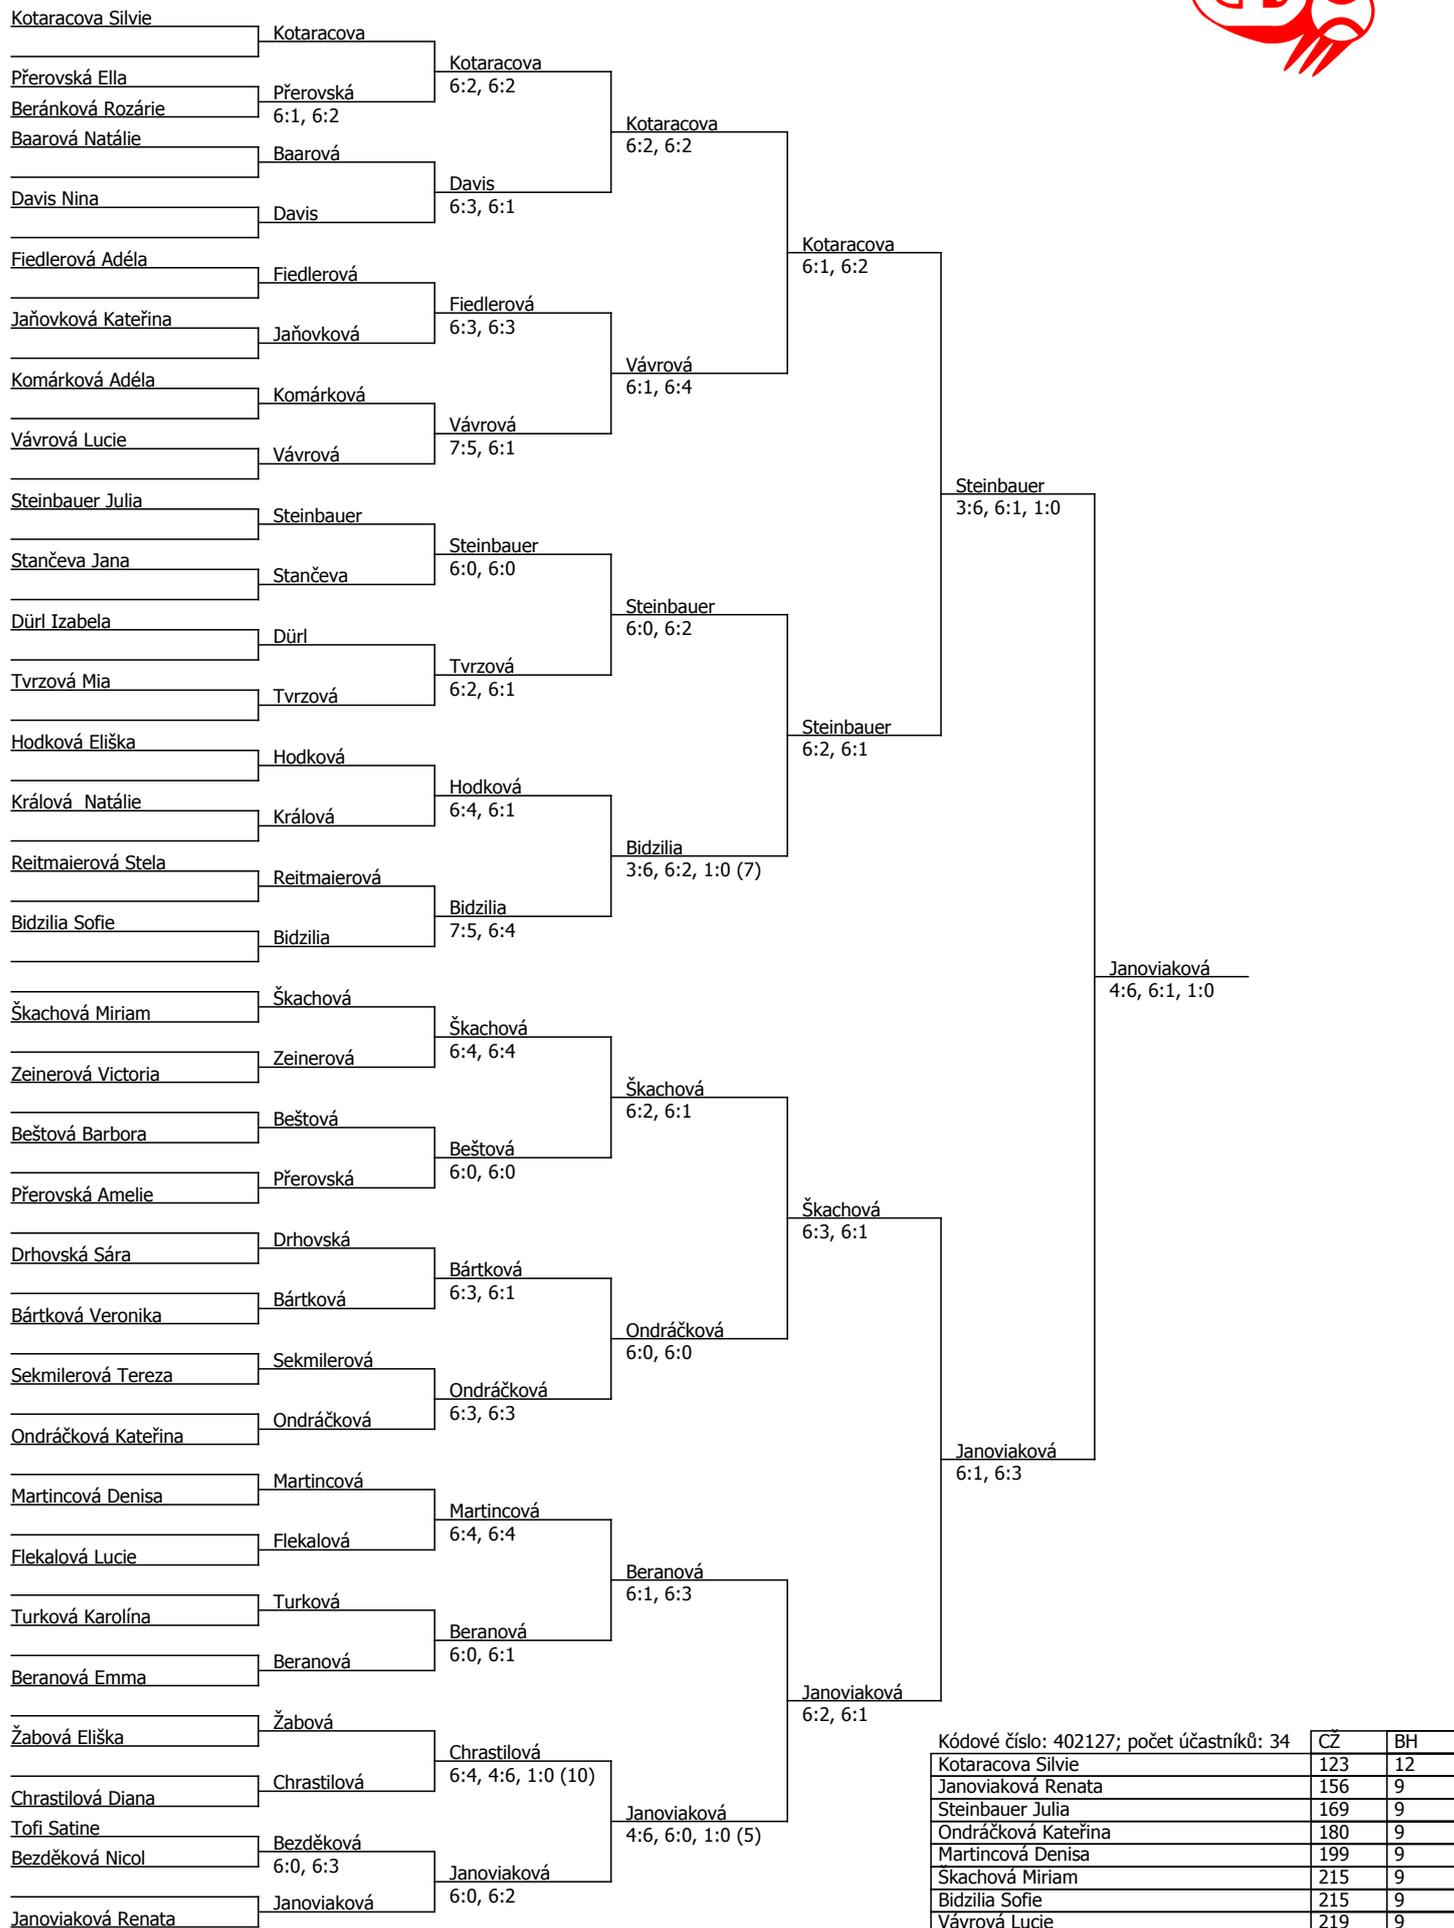 Kotaracova Silvie
Přerovská Ella
Beránková Rozárie
Baarová Natálie
Davis Nina
Fiedlerová Adéla
Jaňovková Kateřina
Komárková Adéla
Vávrová Lucie
Steinbauer Julia
Stančeva Jana
Dürl Izabela
Tvrzová Mia
Hodková Eliška
Králová  Natálie
Reitmaierová Stela
Bidzilia Sofie
Škachová Miriam
Zeinerová Victoria
Beštová Barbora
Přerovská Amelie
Drhovská Sára
Bártková Veronika
Sekmilerová Tereza
Ondráčková Kateřina
Martincová Denisa
Flekalová Lucie
Turková Karolína
Beranová Emma
Žabová Eliška
Chrastilová Diana
Tofi Satine
Bezděková Nicol
Janoviaková Renata
Kotaracova
Přerovská
6:1, 6:2
Baarová
Davis
Fiedlerová
Jaňovková
Komárková
Vávrová
Steinbauer
Stančeva
Dürl
Tvrzová
Hodková
Králová
Reitmaierová
Bidzilia
Škachová
Zeinerová
Beštová
Přerovská
Drhovská
Bártková
Sekmilerová
Ondráčková
Martincová
Flekalová
Turková
Beranová
Žabová
Chrastilová
Bezděková
6:0, 6:3
Janoviaková
Kotaracova
6:2, 6:2
Davis
6:3, 6:1
Fiedlerová
6:3, 6:3
Vávrová
7:5, 6:1
Steinbauer
6:0, 6:0
Tvrzová
6:2, 6:1
Hodková
6:4, 6:1
Bidzilia
7:5, 6:4
Škachová
6:4, 6:4
Beštová
6:0, 6:0
Bártková
6:3, 6:1
Ondráčková
6:3, 6:3
Martincová
6:4, 6:4
Beranová
6:0, 6:1
Chrastilová
6:4, 4:6, 1:0 (10)
Janoviaková
6:0, 6:2
Kotaracova
6:2, 6:2
Vávrová
6:1, 6:4
Steinbauer
6:0, 6:2
Bidzilia
3:6, 6:2, 1:0 (7)
Škachová
6:2, 6:1
Ondráčková
6:0, 6:0
Beranová
6:1, 6:3
Janoviaková
4:6, 6:0, 1:0 (5)
Kotaracova
6:1, 6:2
Steinbauer
6:2, 6:1
Škachová
6:3, 6:1
Janoviaková
6:2, 6:1
Steinbauer
3:6, 6:1, 1:0
Janoviaková
6:1, 6:3
Janoviaková
4:6, 6:1, 1:0
Kódové číslo: 402127; počet účastníků: 34 CŽ BH
Kotaracova Silvie 123 12
Janoviaková Renata 156 9
Steinbauer Julia 169 9
Ondráčková Kateřina 180 9
Martincová Denisa 199 9
Škachová Miriam 215 9
Bidzilia Sofie 215 9
Vávrová Lucie 219 9